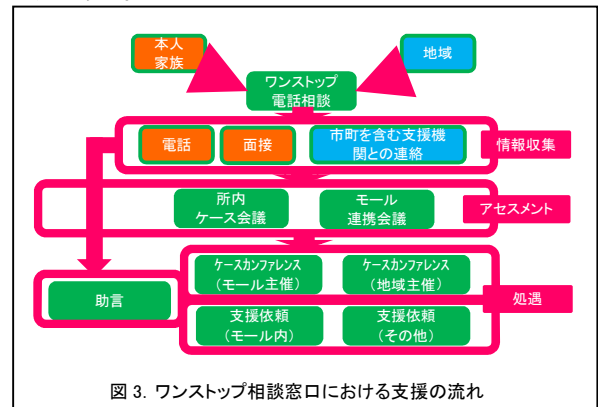 本人
家族
地域
ワンストップ
電話相談
電話
面接
市町を含む支援機
関との連絡
情報収集
所内
ケース会議
モール
連携会議
アセスメント
ケースカンファレンス
(モール主催)
ケースカンファレンス
(地域主催)
助言
処遇
支援依頼
(モール内)
支援依頼
(その他)
図 3. ワンストップ相談窓口における支援の流れ